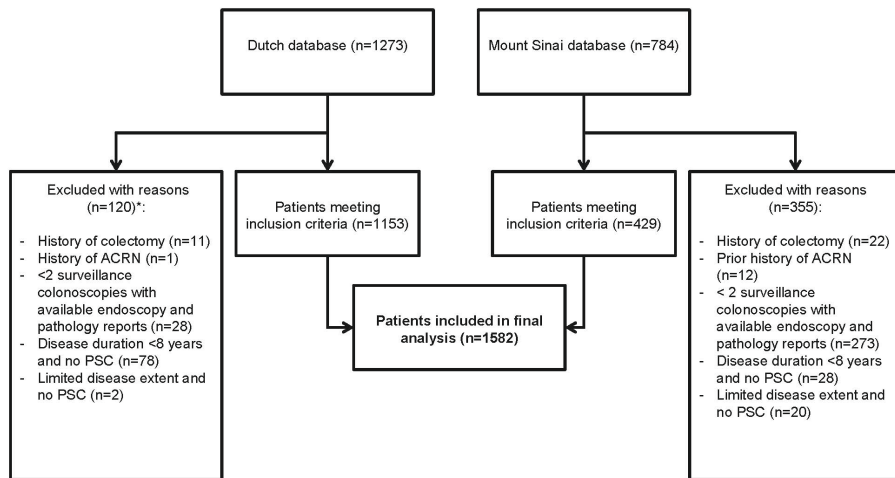 Dutch database (n=1273)
Mount Sinai database (n=784)
Excluded with reasons
(n=120)*:
- History of colectomy (n=11)
- History of ACRN (n=1)
- <2 surveillance
colonoscopies with
available endoscopy and
pathology reports (n=28)
- Disease duration <8 years
and no PSC (n=78)
- Limited disease extent and
no PSC (n=2)
Patients meeting
inclusion criteria (n=1153)
Patients meeting
inclusion criteria (n=429)
Excluded with reasons
(n=355):
- History of colectomy (n=22)
- Prior history of ACRN
(n=12)
- < 2 surveillance
colonoscopies with
available endoscopy and
pathology reports (n=273)
- Disease duration <8 years
and no PSC (n=28)
- Limited disease extent and
no PSC (n=20)
Patients included in final
analysis (n=1582)